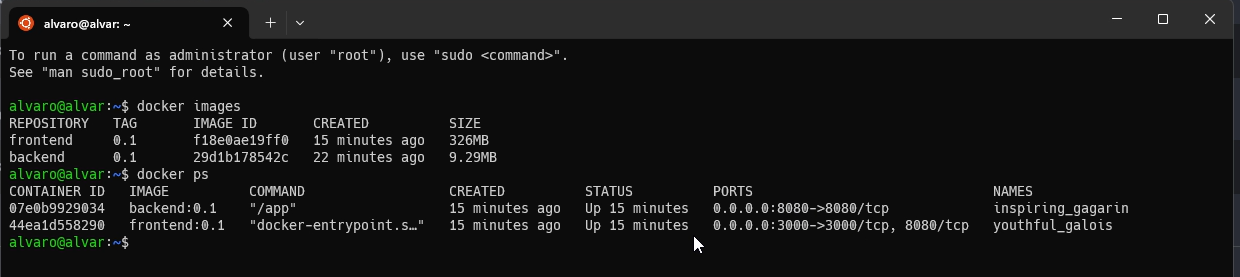 alvaro@alvar: ~
To run a command as administrator (user "root"), use "sudo <command>".
See "man sudo_root" for details.
alvaro@alvar:~$ docker images
REPOSITORY   TAG       IMAGE ID       CREATED          SIZE
frontend     0.1       f18e0ae19ff0   15 minutes ago   326MB
backend      0.1       29d1b178542c   22 minutes ago   9.29MB
alvaro@alvar:~$ docker ps
CONTAINER ID   IMAGE          COMMAND                  CREATED          STATUS          PORTS                              NAMES
07e0b9929034   backend:0.1    "/app"                   15 minutes ago   Up 15 minutes   0.0.0.0:8080->8080/tcp             inspiring_gagarin
44ea1d558290   frontend:0.1   "docker-entrypoint.s…"   15 minutes ago   Up 15 minutes   0.0.0.0:3000->3000/tcp, 8080/tcp   youthful_galois
alvaro@alvar:~$